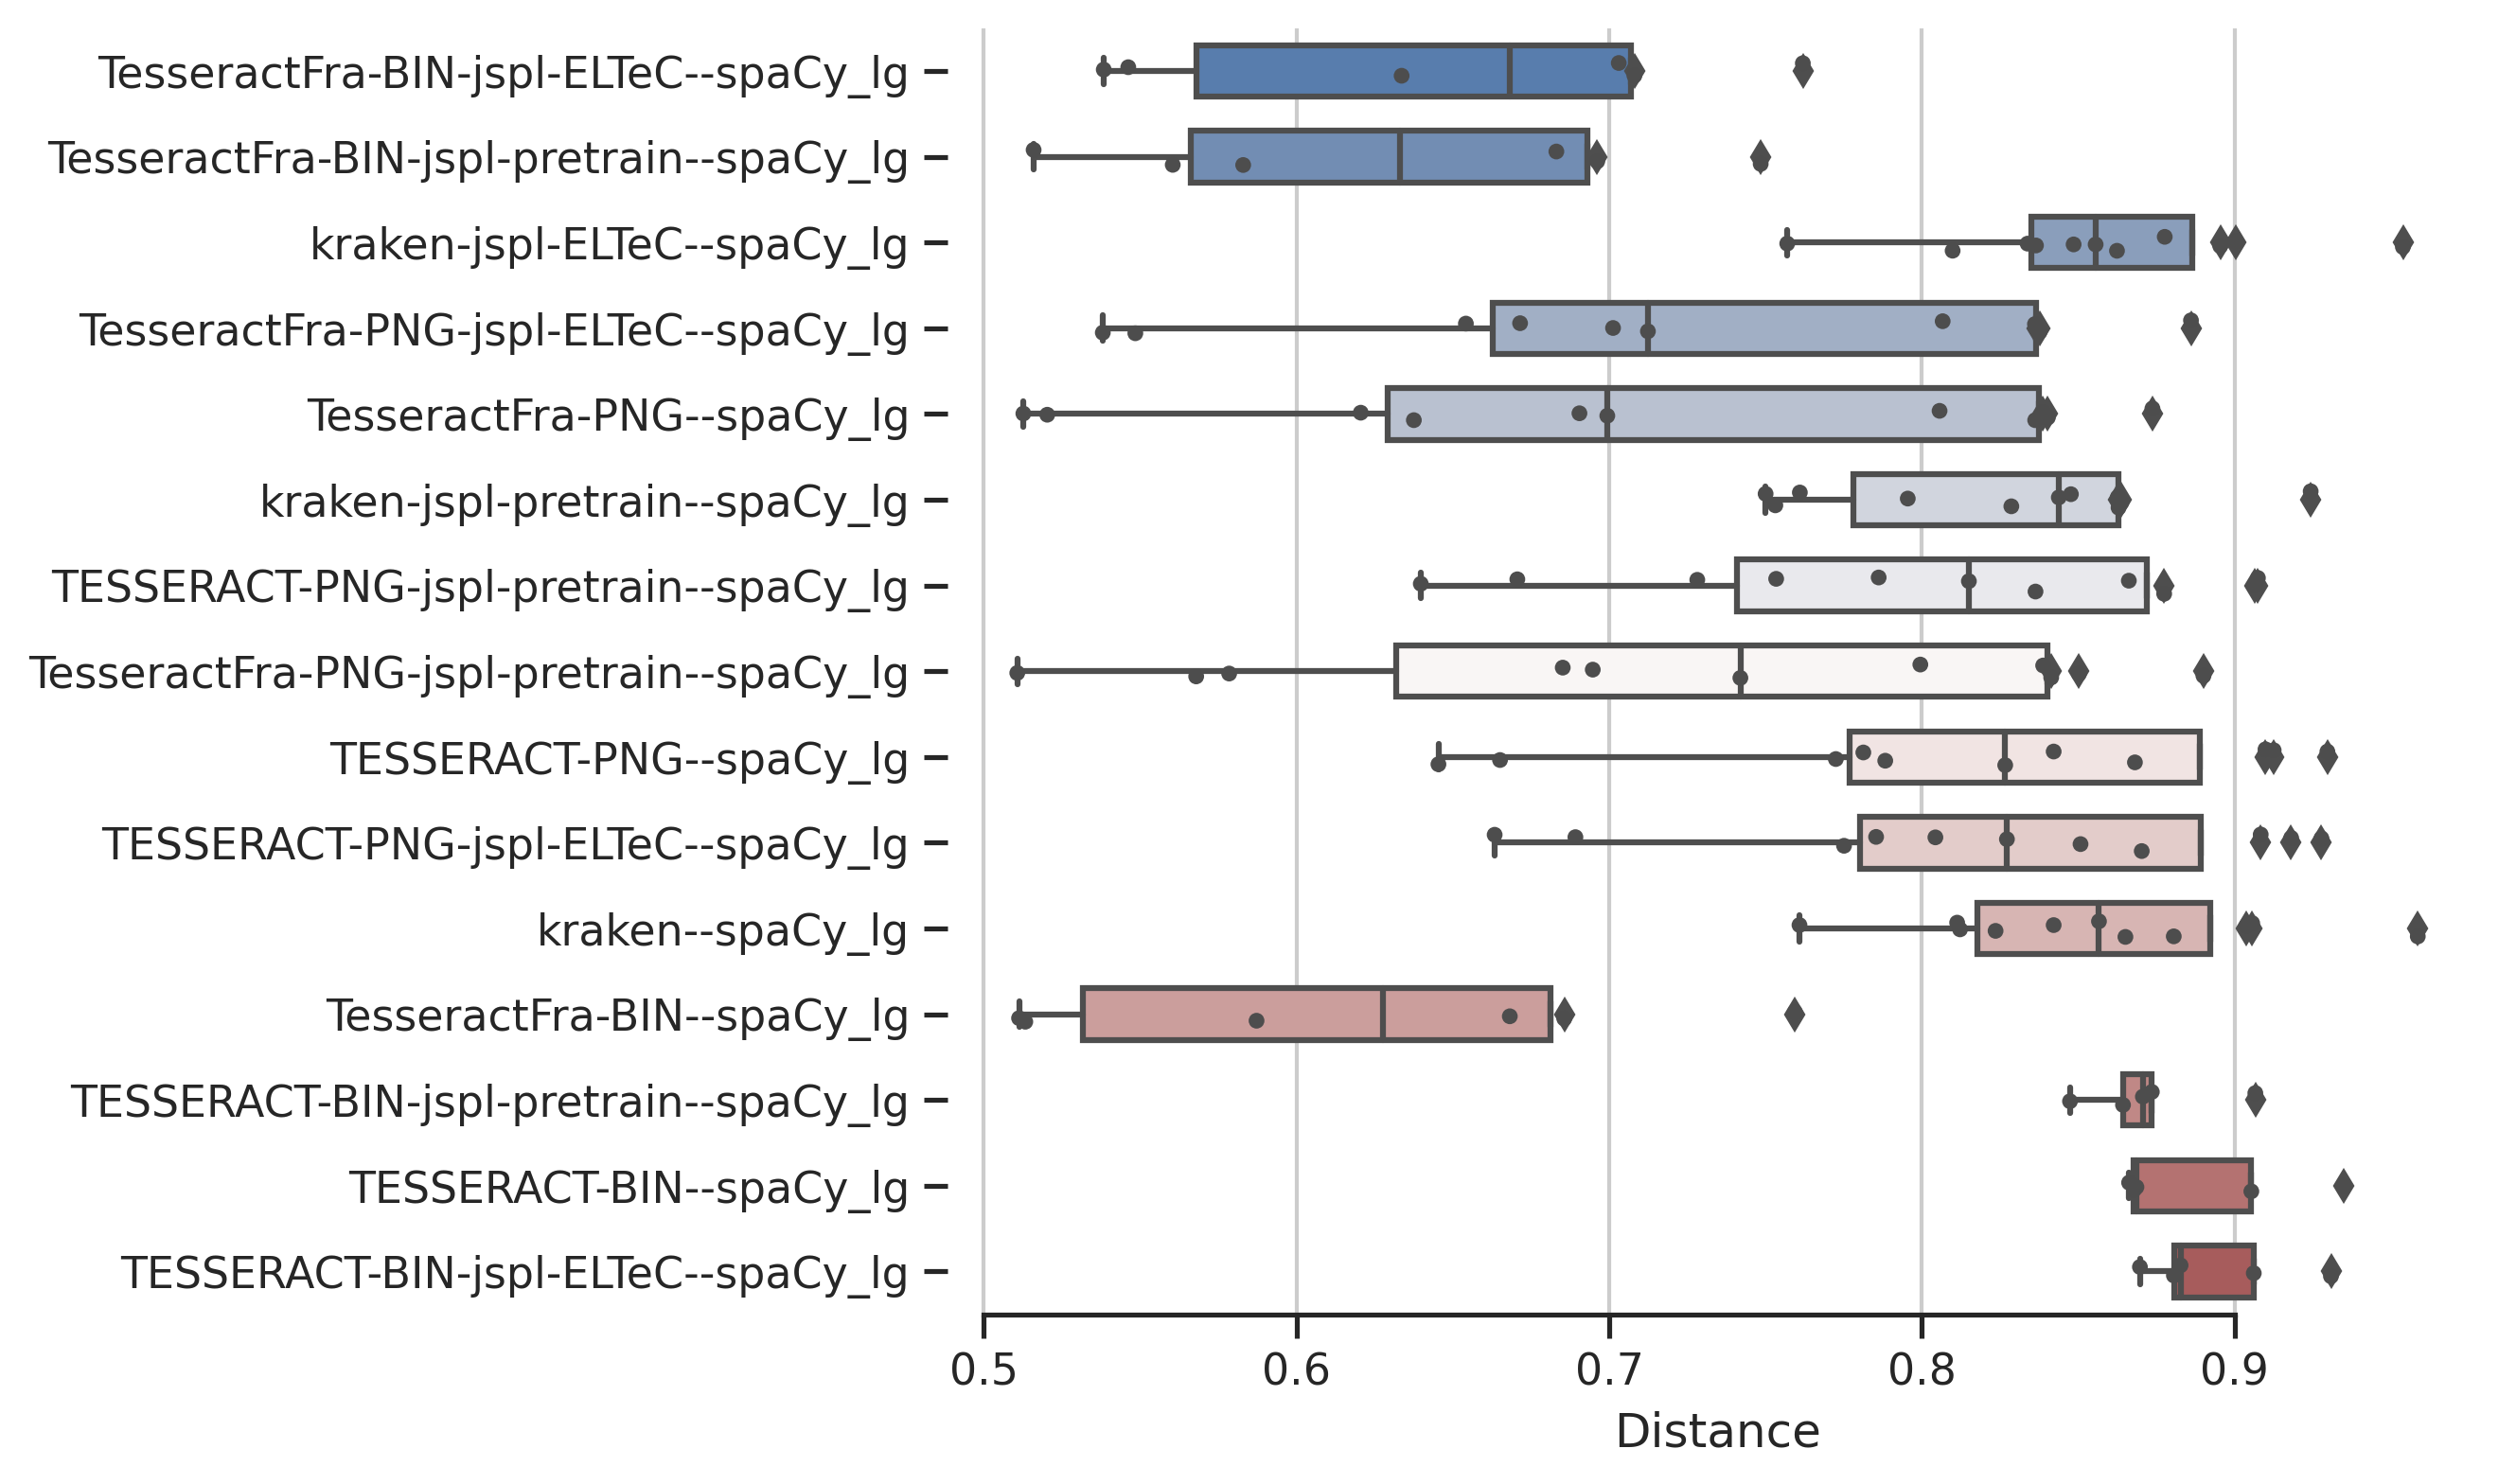 TesseractFra-BIN-jspl-ELTeC--spaCy_lg
TesseractFra-BIN-jspl-pretrain--spaCy_lg
kraken-jspl-ELTeC--spaCy_lg
TesseractFra-PNG-jspl-ELTeC--spaCy_lg
TesseractFra-PNG--spaCy_lg
kraken-jspl-pretrain--spaCy_lg
TESSERACT-PNG-jspl-pretrain--spaCy_lg
TesseractFra-PNG-jspl-pretrain--spaCy_lg
TESSERACT-PNG--spaCy_lg
TESSERACT-PNG-jspl-ELTeC--spaCy_lg
kraken--spaCy_lg
TesseractFra-BIN--spaCy_lg
TESSERACT-BIN-jspl-pretrain--spaCy_lg
TESSERACT-BIN--spaCy_lg
TESSERACT-BIN-jspl-ELTeC--spaCy_lg
0.5 0.6 0.7 0.8 0.9
Distance